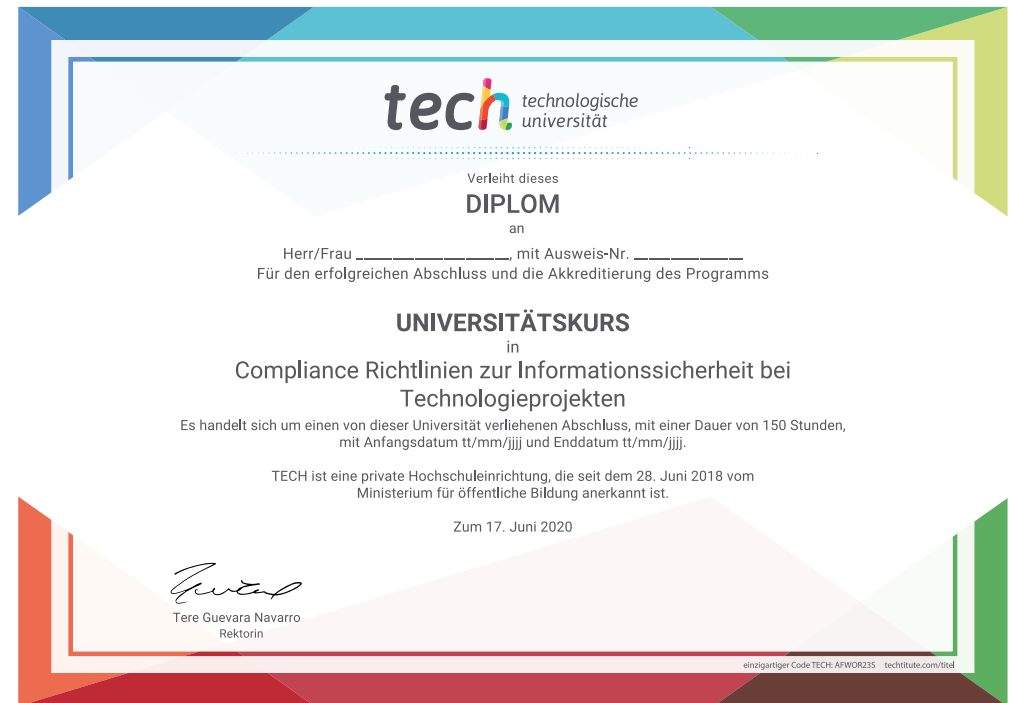 tech technologische
universität
Verleiht dieses
DIPLOM
an
Herr/Frau ____________________, mit Ausweis-Nr. ______________
Für den erfolgreichen Abschluss und die Akkreditierung des Programms
UNIVERSITÄTSKURS
in
Compliance Richtlinien zur Informationssicherheit bei
Technologieprojekten
Es handelt sich um einen von dieser Universität verliehenen Abschluss, mit einer Dauer von 150 Stunden,
mit Anfangsdatum tt/mm/jjjj und Enddatum tt/mm/jjjj.
TECH ist eine private Hochschuleinrichtung, die seit dem 28. Juni 2018 vom
Ministerium für öffentliche Bildung anerkannt ist.
Zum 17. Juni 2020
Tere Guevara Navarro
Rektorin
einzigartiger Code TECH: AFWOR23S techtitute.com/titel